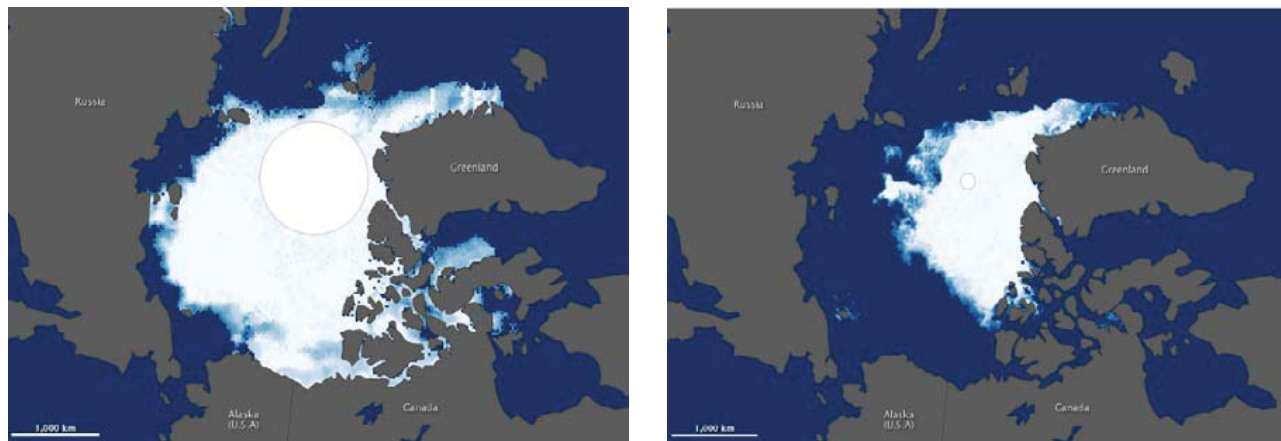 Russia
Greenland
Alaska
(U.S.A)
Canada
1,000 km
Russia
Greenland
Alaska
(U.S.A)
Canada
1,000 km